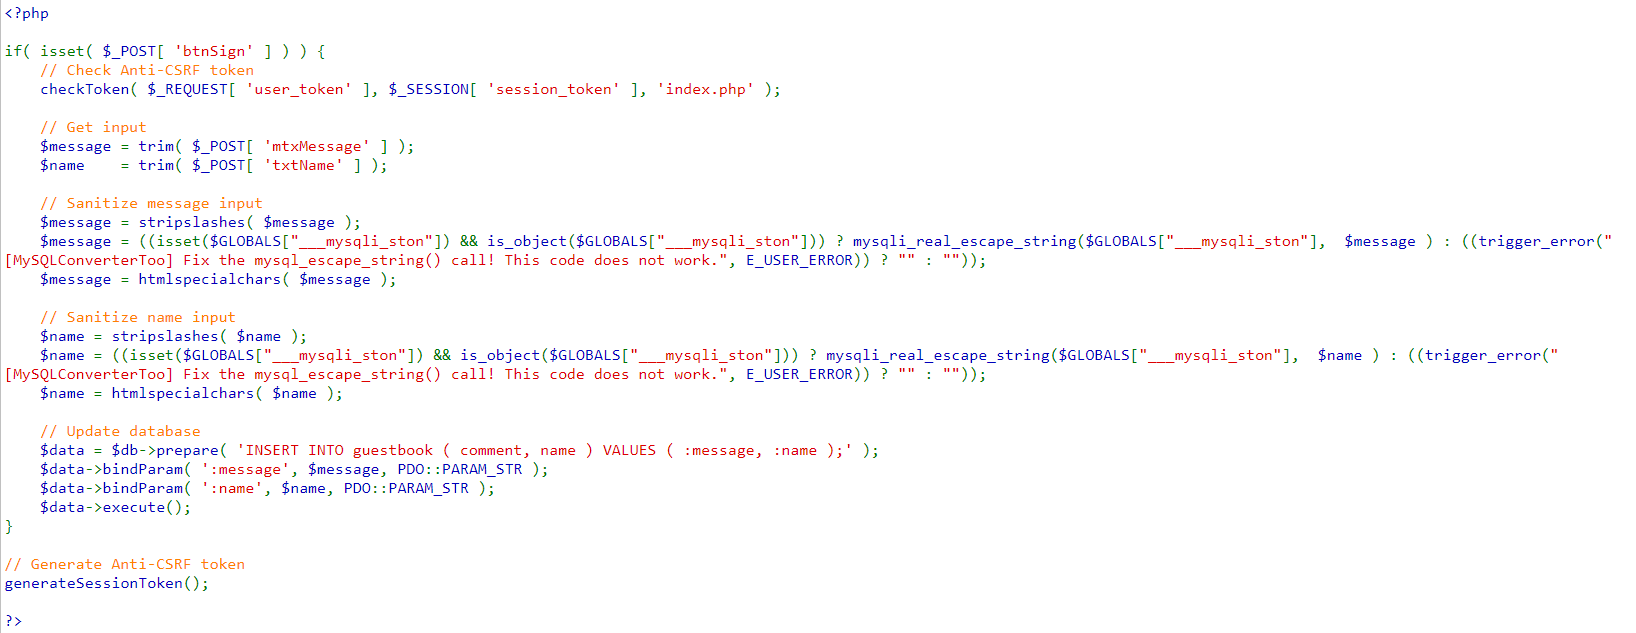 <?php

if( isset( $_POST[ 'btnSign' ] ) ) {
    // Check Anti-CSRF token
    checkToken( $_REQUEST[ 'user_token' ], $_SESSION[ 'session_token' ], 'index.php' );

    // Get input
    $message = trim( $_POST[ 'mtxMessage' ] );
    $name    = trim( $_POST[ 'txtName' ] );

    // Sanitize message input
    $message = stripslashes( $message );
    $message = ((isset($GLOBALS["___mysqli_ston"]) && is_object($GLOBALS["___mysqli_ston"])) ? mysqli_real_escape_string($GLOBALS["___mysqli_ston"],  $message ) : ((trigger_error("
[MySQLConverterToo] Fix the mysql_escape_string() call! This code does not work.", E_USER_ERROR)) ? "" : ""));
    $message = htmlspecialchars( $message );

    // Sanitize name input
    $name = stripslashes( $name );
    $name = ((isset($GLOBALS["___mysqli_ston"]) && is_object($GLOBALS["___mysqli_ston"])) ? mysqli_real_escape_string($GLOBALS["___mysqli_ston"],  $name ) : ((trigger_error("
[MySQLConverterToo] Fix the mysql_escape_string() call! This code does not work.", E_USER_ERROR)) ? "" : ""));
    $name = htmlspecialchars( $name );

    // Update database
    $data = $db->prepare( 'INSERT INTO guestbook ( comment, name ) VALUES ( :message, :name );' );
    $data->bindParam( ':message', $message, PDO::PARAM_STR );
    $data->bindParam( ':name', $name, PDO::PARAM_STR );
    $data->execute();
}

// Generate Anti-CSRF token
generateSessionToken();

?>